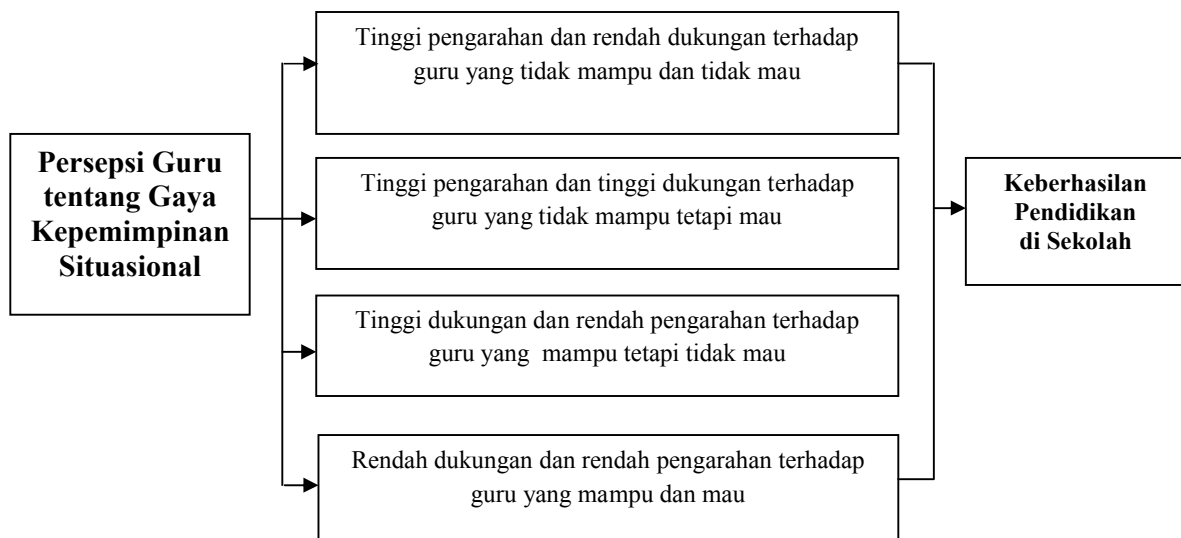 Tinggi pengarahan dan rendah dukungan terhadap
guru yang tidak mampu dan tidak mau
Persepsi Guru
tentang Gaya
Kepemimpinan
Situasional
Tinggi pengarahan dan tinggi dukungan terhadap
guru yang tidak mampu tetapi mau
Tinggi dukungan dan rendah pengarahan terhadap
guru yang mampu tetapi tidak mau
Rendah dukungan dan rendah pengarahan terhadap
guru yang mampu dan mau
Keberhasilan
Pendidikan
di Sekolah